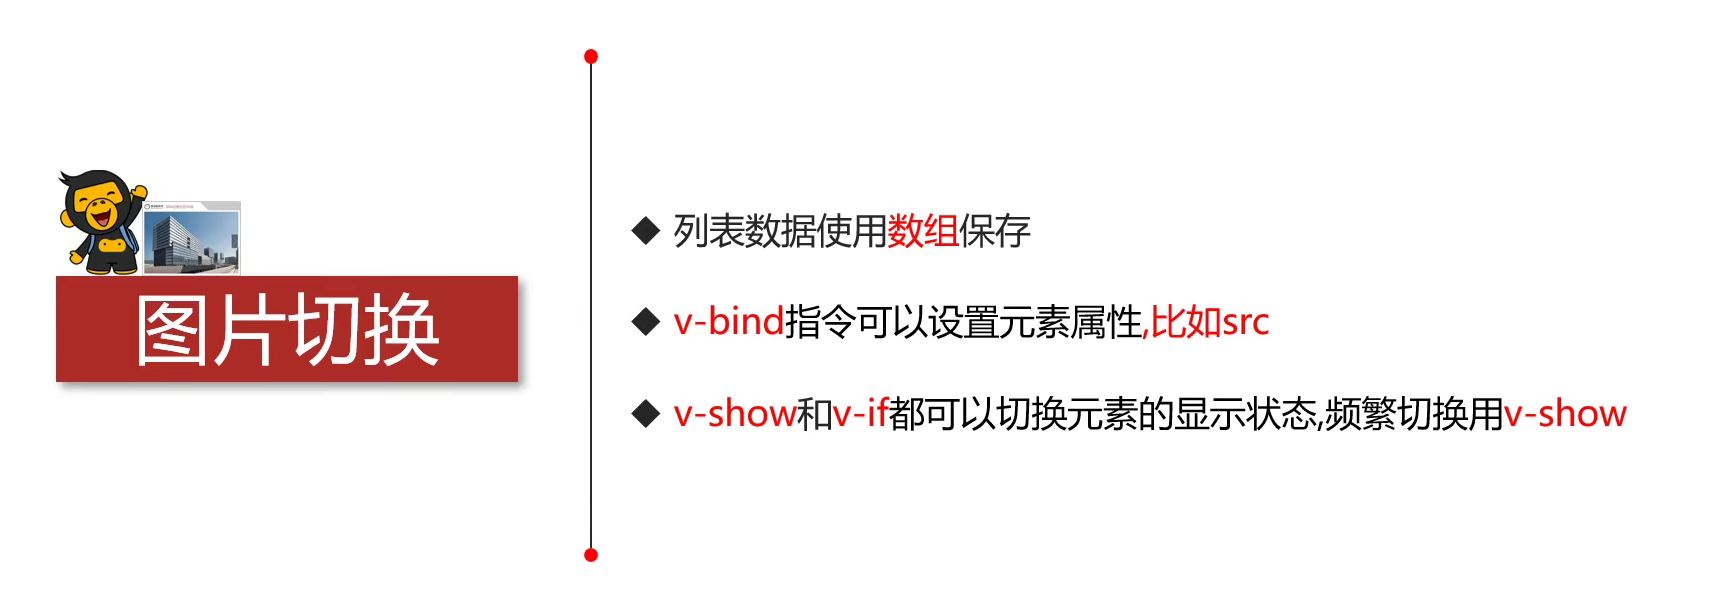 图片切换
列表数据使用数组保存
v-bind指令可以设置元素属性,比如src
v-show和v-if都可以切换元素的显示状态,频繁切换用v-show